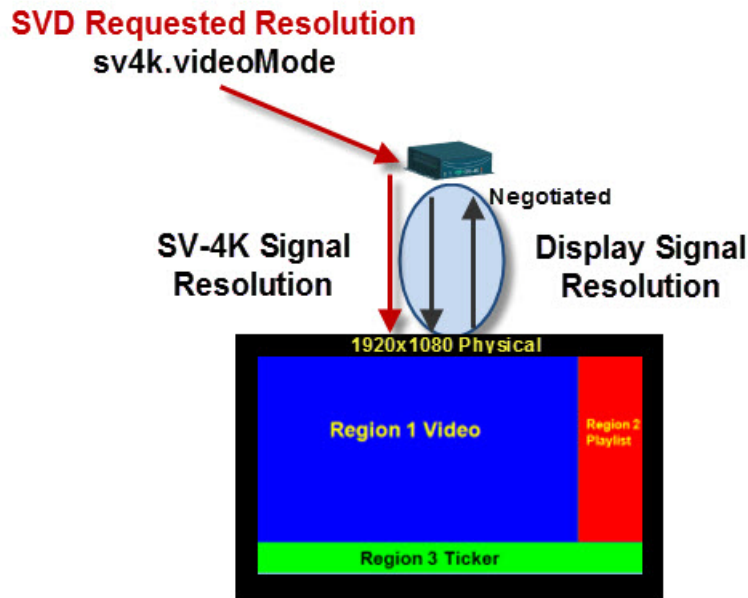 SVD Requested Resolution
sv4k.videoMode
Negotiated
SV-4K Signal
Resolution
Display Signal
Resolution
1920x1080 Physical
Region 1 Video
Region 2
Playlist
Region 3 Ticker